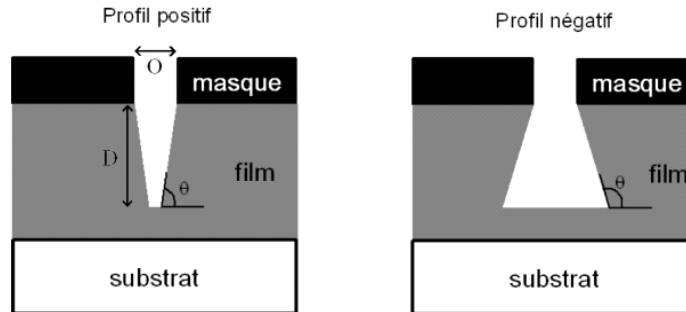 Profil positif
O
masque
D
θ
film
substrat
Profil négatif
masque
θ
film
substrat